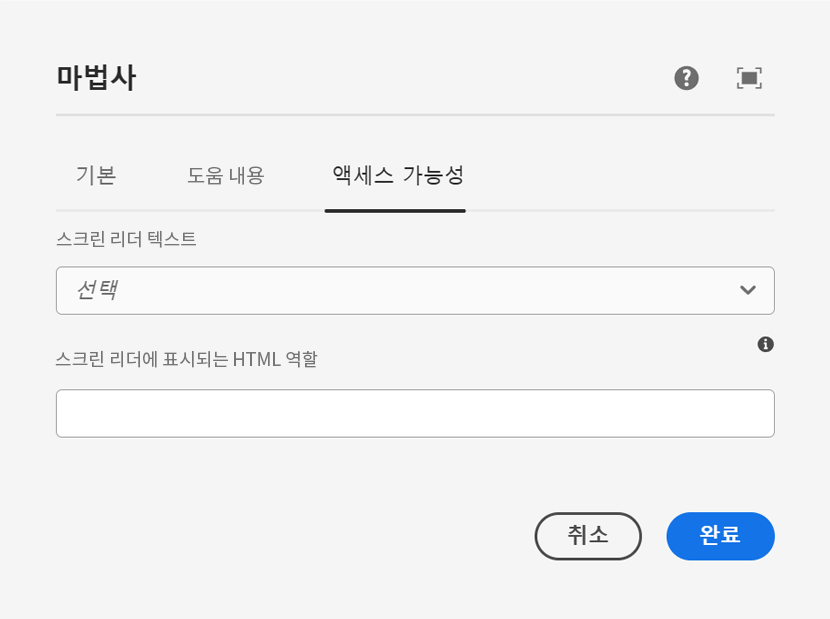 마법사
기본 도움 내용 액세스 가능성
스크린 리더 텍스트
선택
스크린 리더에 표시되는 HTML 역할
취소 완료